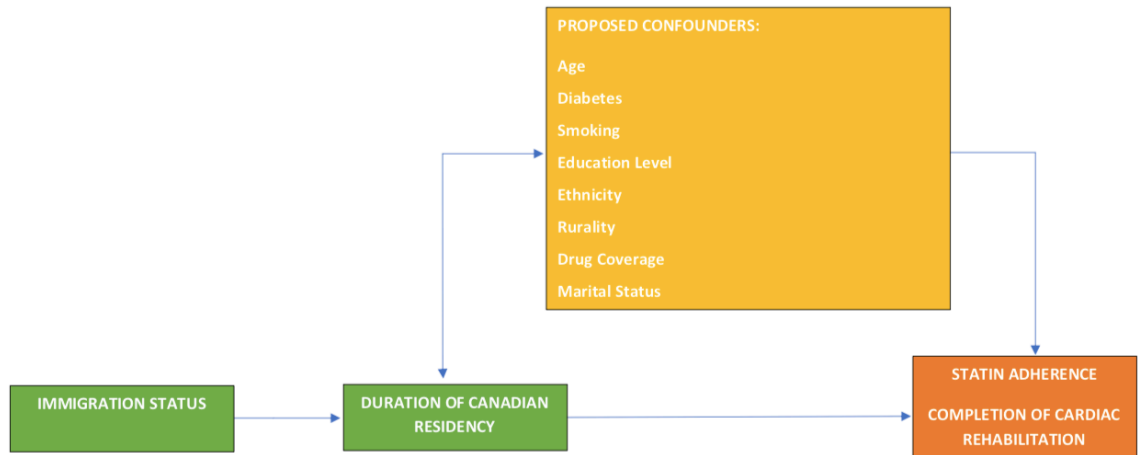 PROPOSED CONFOUNDERS:
Age
Diabetes
Smoking
Education Level
Ethnicity
Rurality
Drug Coverage
Marital Status
IMMIGRATION STATUS
DURATION OF CANADIAN
RESIDENCY
STATIN ADHERENCE
COMPLETION OF CARDIAC
REHABILITATION